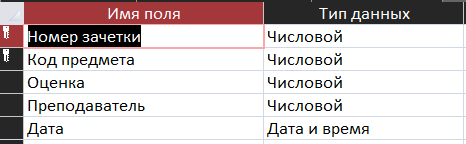 Имя поля Тип данных
Номер зачетки Числовой
Код предмета Числовой
Оценка Числовой
Преподаватель Числовой
Дата Дата и время